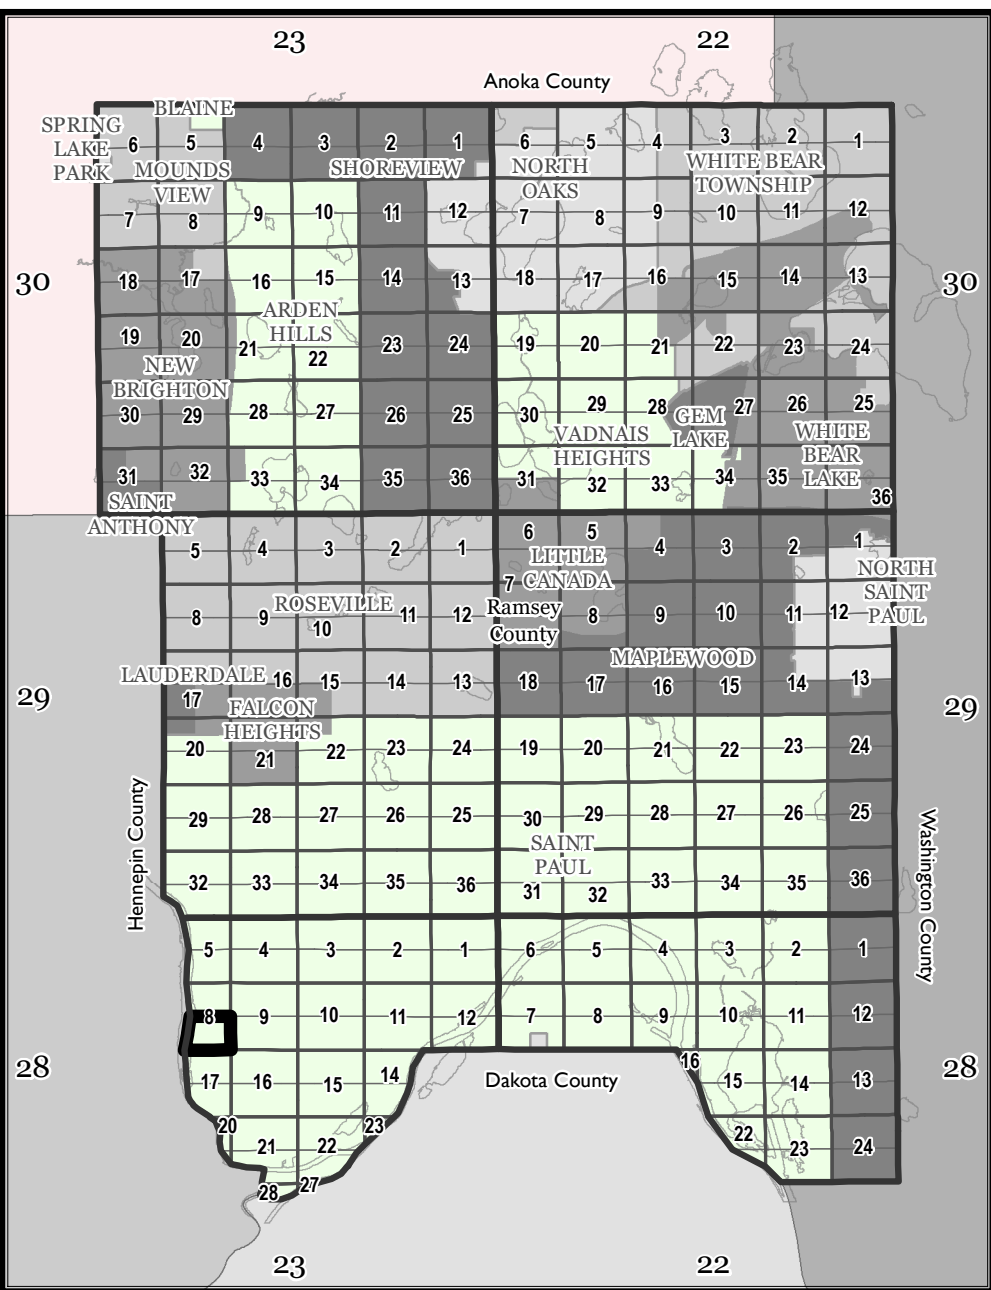 23 22
Anoka County
BLAINE
SPRING
LAKE
PARK
6 5 4 3 2 1 6 5 4 3 2 1
MOUNDS
VIEW
SHOREVIEW
NORTH
OAKS
WHITE BEAR
TOWNSHIP
7 8 9 10 11 12 7 8 9 10 11 12
30 18 17 16 15 14 13 18 17 16 15 14 13 30
ARDEN
HILLS
19 20 21 22 23 24 19 20 21 22 23 24
NEW
BRIGHTON
30 29 28 27 26 25 30 29 28 27 26 25
VADNAIS
HEIGHTS
GEM
LAKE
WHITE
BEAR
LAKE
31 32 33 34 35 36 31 32 33 34 35 36
SAINT
ANTHONY
5 4 3 2 1 6 5 4 3 2 1
LITTLE
CANADA
NORTH
SAINT
PAUL
8 9 10 11 12 7 8 9 10 11 12
ROSEVILLE
Ramsey
County
MAPLEWOOD
LAUDERDALE
29 17 16 15 14 13 18 17 16 15 14 13 29
FALCON
HEIGHTS
20 21 22 23 24 19 20 21 22 23 24
Hennepin County
29 28 27 26 25 30 29 28 27 26 25
Washington County
SAINT
PAUL
32 33 34 35 36 31 32 33 34 35 36
5 4 3 2 1 6 5 4 3 2 1
8 9 10 11 12 7 8 9 10 11 12
28 17 16 15 14 16 15 14 13 28
Dakota County
20 21 22 23 22 23 24
28 27
23 22